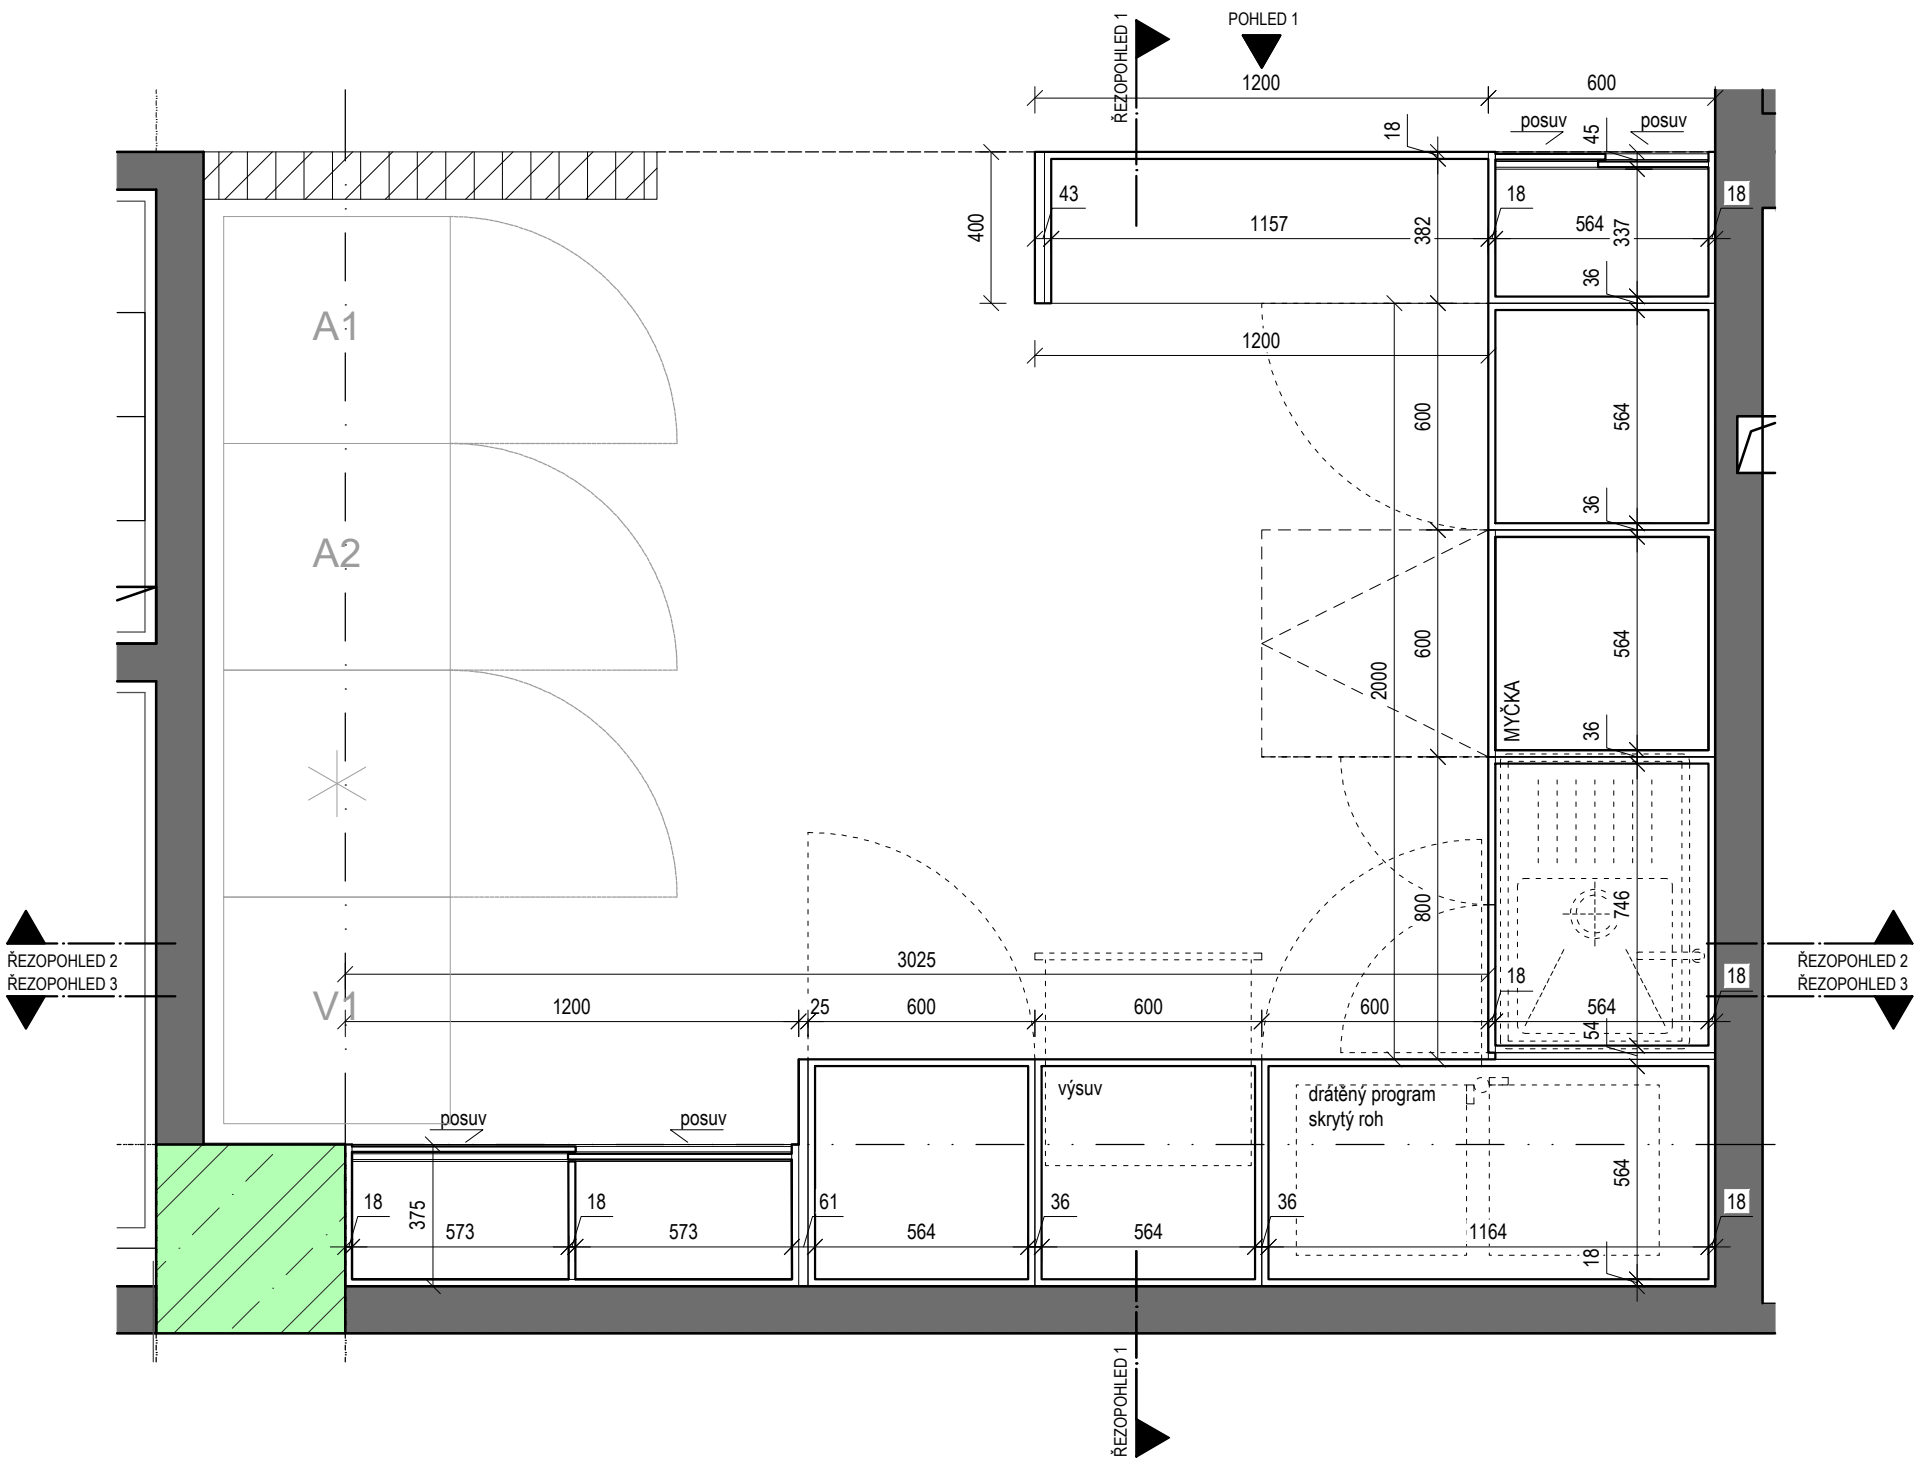 POHLED 1
ŘEZOPOHLED 1
1200
600
posuv
posuv
18
45
43
18
18
400
1157
382
564
337
36
A1
1200
600
564
36
A2
600
2000
564
MYČKA
36
800
746
ŘEZOPOHLED 2
ŘEZOPOHLED 3
3025
ŘEZOPOHLED 2
ŘEZOPOHLED 3
V1
1200
25
600
600
600
18
564
18
54
výsuv
drátěný program
skrytý roh
posuv
posuv
564
18
375
18
61
36
36
18
573
573
564
564
1164
18
ŘEZOPOHLED 1